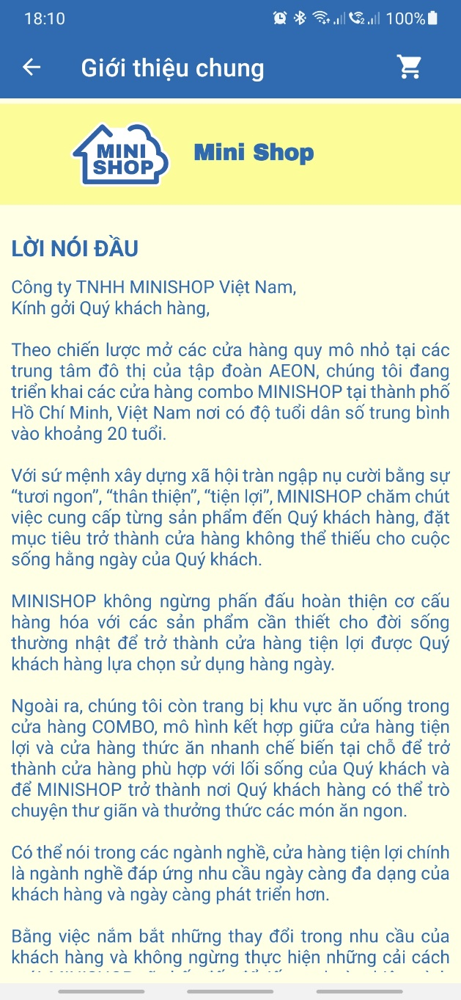 18:10
100%
Giới thiệu chung
MINI
SHOP
Mini Shop
LỜI NÓI ĐẦU
Công ty TNHH MINISHOP Việt Nam,
Kính gởi Quý khách hàng,
Theo chiến lược mở các cửa hàng quy mô nhỏ tại các
trung tâm đô thị của tập đoàn AEON, chúng tôi đang
triển khai các cửa hàng combo MINISHOP tại thành phố
Hồ Chí Minh, Việt Nam nơi có độ tuổi dân số trung bình
vào khoảng 20 tuổi.
Với sứ mệnh xây dựng xã hội tràn ngập nụ cười bằng sự
“tươi ngon”, “thân thiện”, “tiện lợi”, MINISHOP chăm chút
việc cung cấp từng sản phẩm đến Quý khách hàng, đặt
mục tiêu trở thành cửa hàng không thể thiếu cho cuộc
sống hằng ngày của Quý khách.
MINISHOP không ngừng phấn đấu hoàn thiện cơ cấu
hàng hóa với các sản phẩm cần thiết cho đời sống
thường nhật để trở thành cửa hàng tiện lợi được Quý
khách hàng lựa chọn sử dụng hàng ngày.
Ngoài ra, chúng tôi còn trang bị khu vực ăn uống trong
cửa hàng COMBO, mô hình kết hợp giữa cửa hàng tiện
lợi và cửa hàng thức ăn nhanh chế biến tại chỗ để trở
thành cửa hàng phù hợp với lối sống của Quý khách và
để MINISHOP trở thành nơi Quý khách hàng có thể trò
chuyện thư giãn và thưởng thức các món ăn ngon.
Có thể nói trong các ngành nghề, cửa hàng tiện lợi chính
là ngành nghề đáp ứng nhu cầu ngày càng đa dạng của
khách hàng và ngày càng phát triển hơn.
Bằng việc nắm bắt những thay đổi trong nhu cầu của
khách hàng và không ngừng thực hiện những cải cách